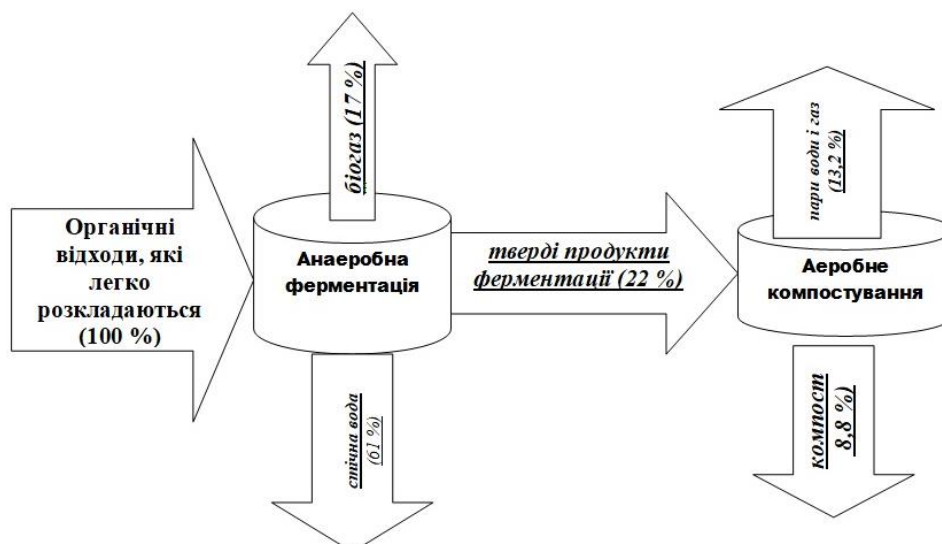 біогаз (17 %)
пари води і газ
(13,2 %)
Органічні
відходи, які
легко
розкладаються
(100 %)
Анаеробна
ферментація
тверді продукти
ферментації (22 %)
Аеробне
компостування
стічна вода
(61 %)
компост
8,8 %)